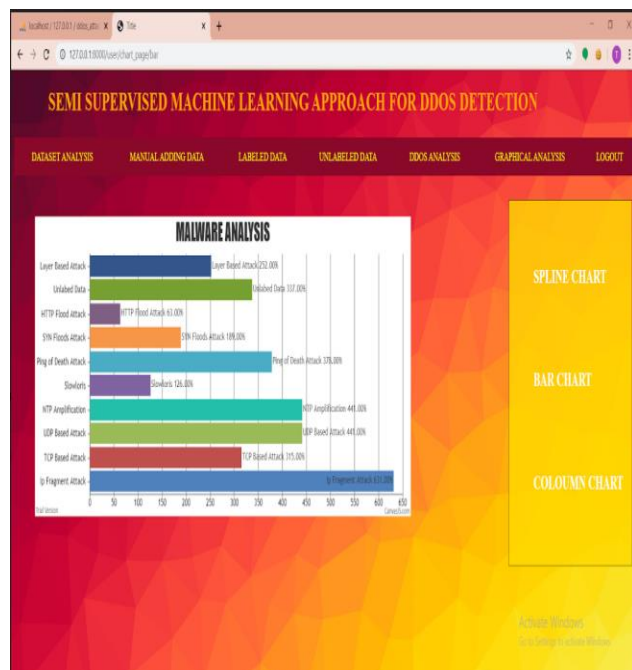 localhost / 127.0.0.1 / ddos_atta
Title
127.0.0.1:8000/user/chart_page/bar
SEMI SUPERVISED MACHINE LEARNING APPROACH FOR DDOS DETECTION
DATASET ANALYSIS MANUAL ADDING DATA LABELED DATA UNLABELED DATA DDOS ANALYSIS GRAPHICAL ANALYSIS LOGOUT
MALWARE ANALYSIS
Layer Based Attack Layer Based Attack 252.00%
Unlabed Data Unlabed Data 337.00%
HTTP Flood Attack HTTP Flood Attack 63.00%
SYN Floods Attack SYN Floods Attack 189.00%
Ping of Death Attack Ping of Death Attack 378.00%
Slowloris Slowloris 126.00%
NTP Amplification NTP Amplification 441.00%
UDP Based Attack UDP Based Attack 441.00%
TCP Based Attack TCP Based Attack 315.00%
Ip Fragment Attack Ip Fragment Attack 631.00%
0 50 100 150 200 250 300 350 400 450 500 550 600 650
Trial Version CanvasJS.com
SPLINE CHART
BAR CHART
COLOUMN CHART
Activate Windows
Go to Settings to activate Windows.